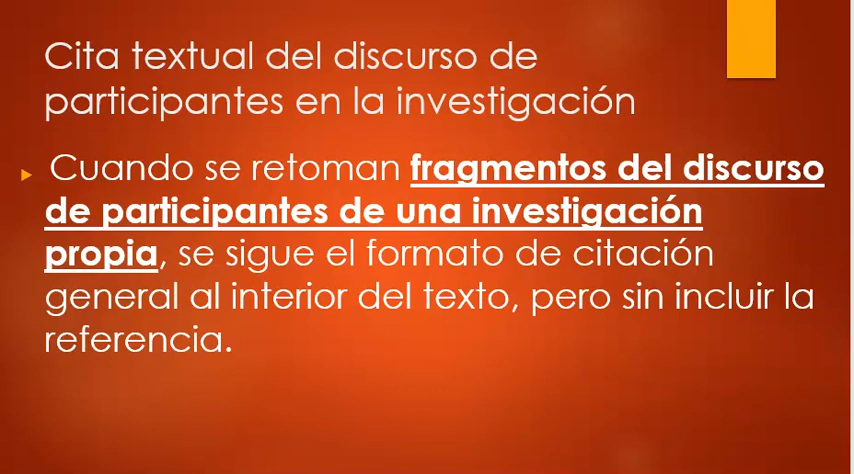 Cita textual del discurso de
participantes en la investigación
Cuando se retoman fragmentos del discurso
de participantes de una investigación
propia, se sigue el formato de citación
general al interior del texto, pero sin incluir la
referencia.